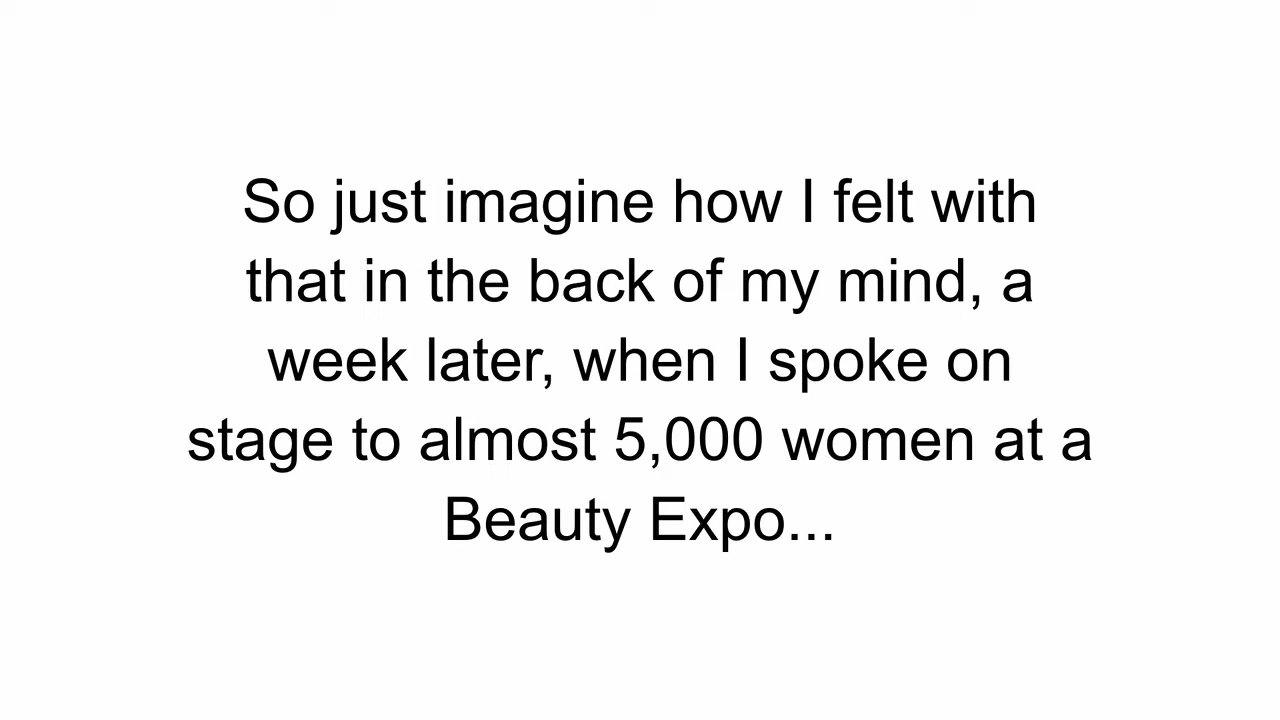 So just imagine how I felt with
that in the back of my mind, a
week later, when I spoke on
stage to almost 5,000 women at a
Beauty Expo...